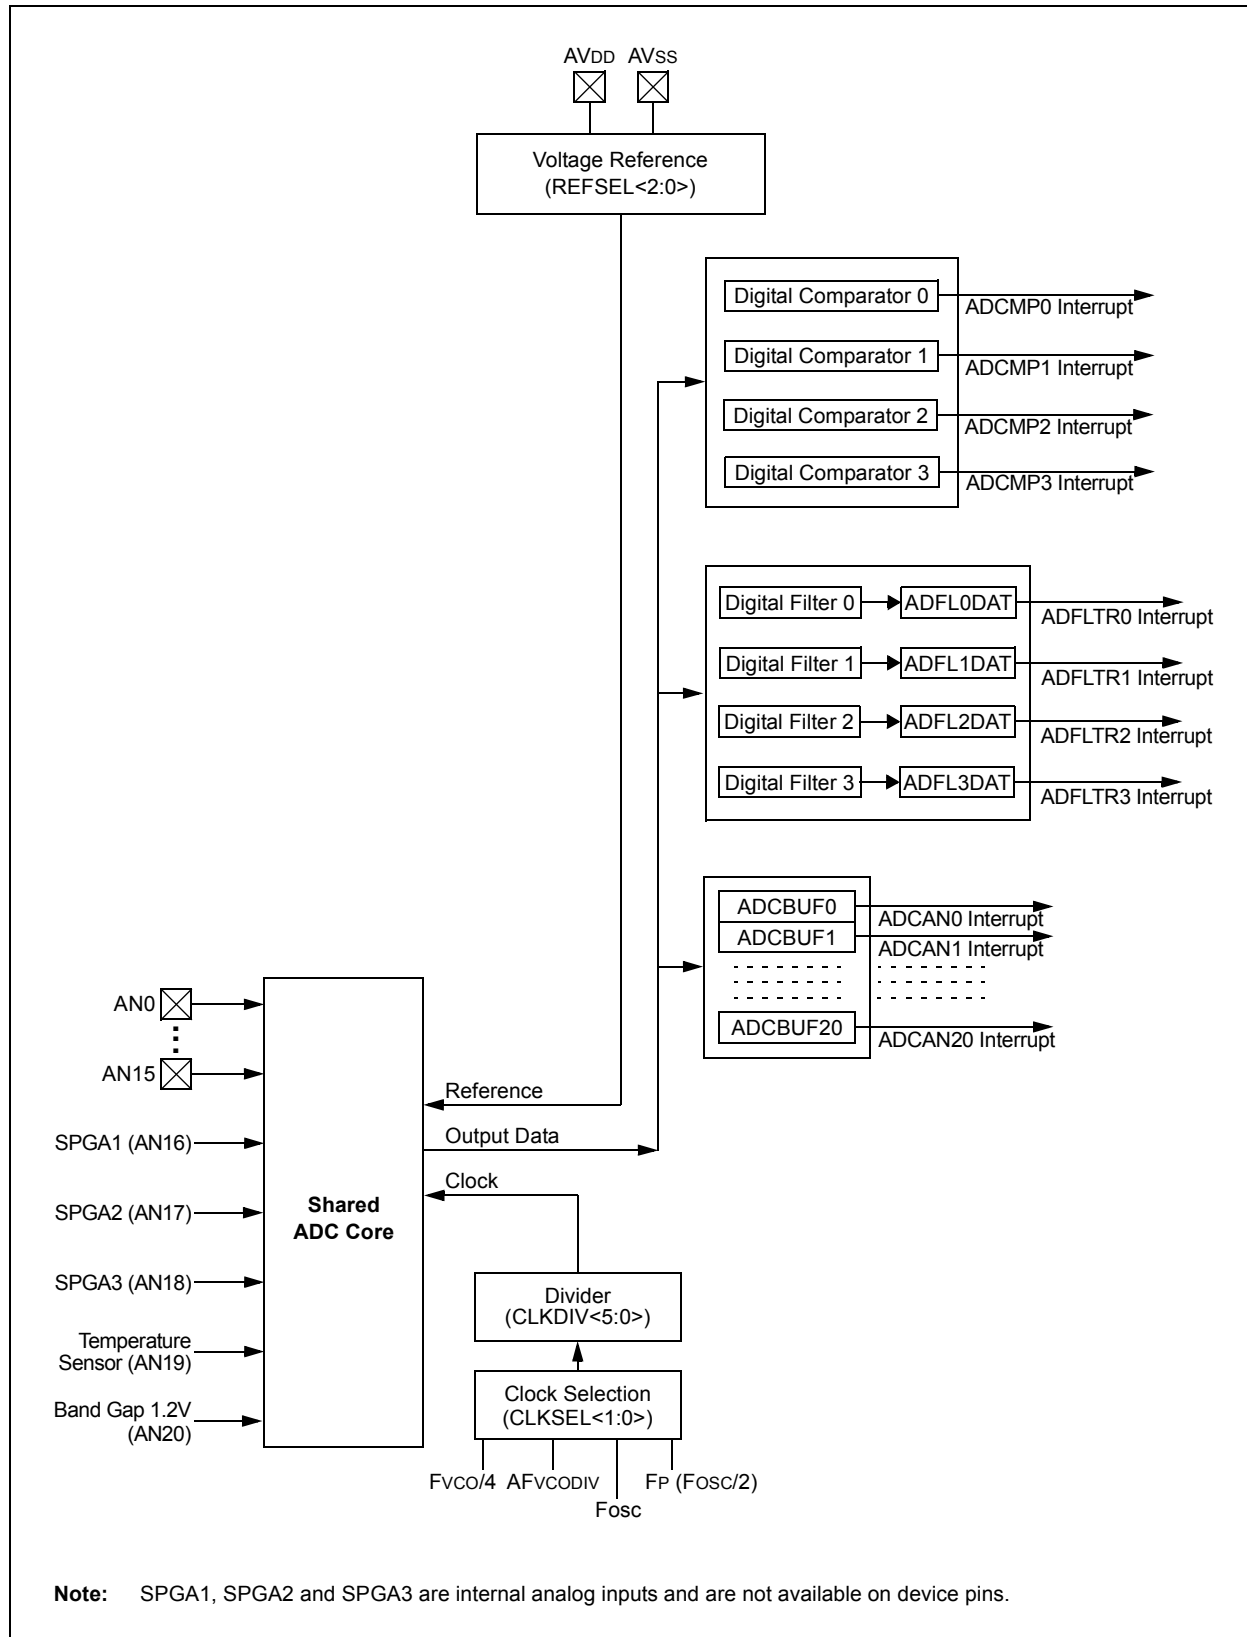 AVDD AVSS
Voltage Reference
(REFSEL<2:0>)
Digital Comparator 0
ADCMP0 Interrupt
Digital Comparator 1
ADCMP1 Interrupt
Digital Comparator 2
ADCMP2 Interrupt
Digital Comparator 3
ADCMP3 Interrupt
Digital Filter 0
ADFL0DAT
ADFLTR0 Interrupt
Digital Filter 1
ADFL1DAT
ADFLTR1 Interrupt
Digital Filter 2
ADFL2DAT
ADFLTR2 Interrupt
Digital Filter 3
ADFL3DAT
ADFLTR3 Interrupt
ADCBUF0
ADCAN0 Interrupt
ADCBUF1
ADCAN1 Interrupt
ADCBUF20
ADCAN20 Interrupt
AN0
AN15
SPGA1 (AN16)
SPGA2 (AN17)
SPGA3 (AN18)
Temperature
Sensor (AN19)
Band Gap 1.2V
(AN20)
Shared
ADC Core
Reference
Output Data
Clock
Divider
(CLKDIV<5:0>)
Clock Selection
(CLKSEL<1:0>)
FVCO/4 AFVCODIV FP (FOSC/2)
Fosc
Note: SPGA1, SPGA2 and SPGA3 are internal analog inputs and are not available on device pins.